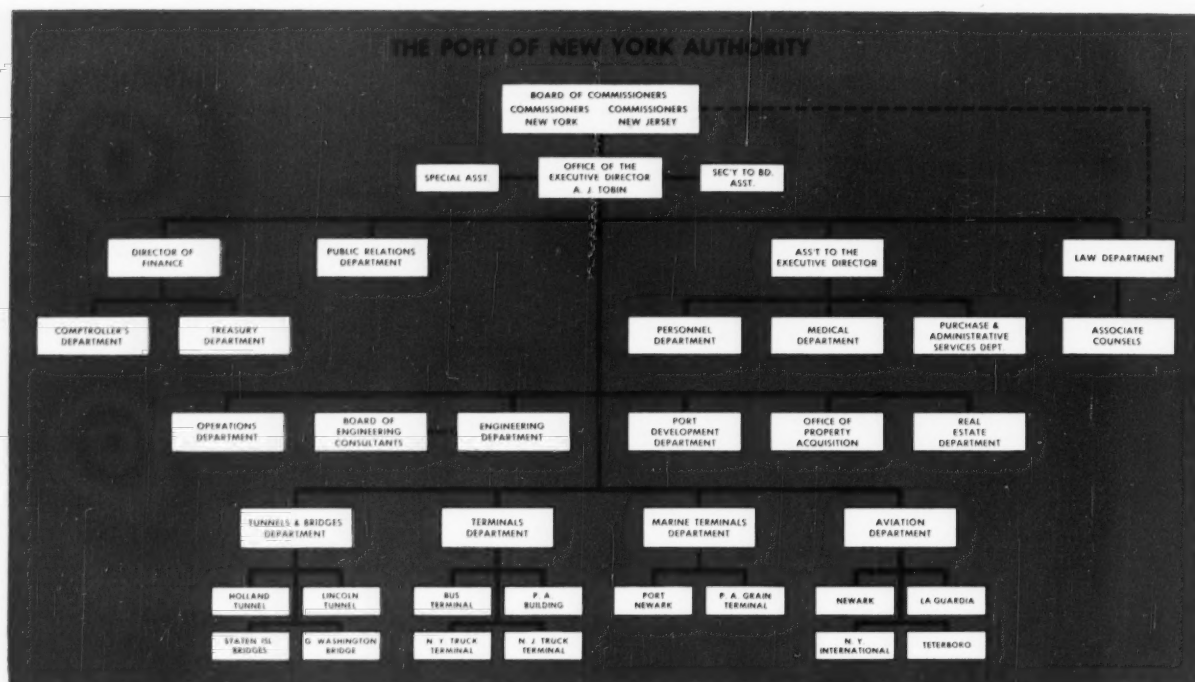 THE PORT OF NEW YORK AUTHORITY
BOARD OF COMMISSIONERS
COMMISSIONERS COMMISSIONERS
NEW YORK NEW JERSEY
SPECIAL ASST.
OFFICE OF THE
EXECUTIVE DIRECTOR
A. J. TOBIN
SEC'Y TO BD.
ASST.
DIRECTOR OF
FINANCE
PUBLIC RELATIONS
DEPARTMENT
ASS'T TO THE
EXECUTIVE DIRECTOR
LAW DEPARTMENT
COMPTROLLER'S
DEPARTMENT
TREASURY
DEPARTMENT
PERSONNEL
DEPARTMENT
MEDICAL
DEPARTMENT
PURCHASE &
ADMINISTRATIVE
SERVICES DEPT.
ASSOCIATE
COUNSELS
OPERATIONS
DEPARTMENT
BOARD OF
ENGINEERING
CONSULTANTS
ENGINEERING
DEPARTMENT
PORT
DEVELOPMENT
DEPARTMENT
OFFICE OF
PROPERTY
ACQUISITION
REAL
ESTATE
DEPARTMENT
TUNNELS & BRIDGES
DEPARTMENT
TERMINALS
DEPARTMENT
MARINE TERMINALS
DEPARTMENT
AVIATION
DEPARTMENT
HOLLAND
TUNNEL
LINCOLN
TUNNEL
BUS
TERMINAL
P. A
BUILDING
PORT
NEWARK
P. A. GRAIN
TERMINAL
NEWARK
LA GUARDIA
STATEN ISL
BRIDGES
G. WASHINGTON
BRIDGE
N. Y. TRUCK
TERMINAL
N. J. TRUCK
TERMINAL
N. Y.
INTERNATIONAL
TETERBORO